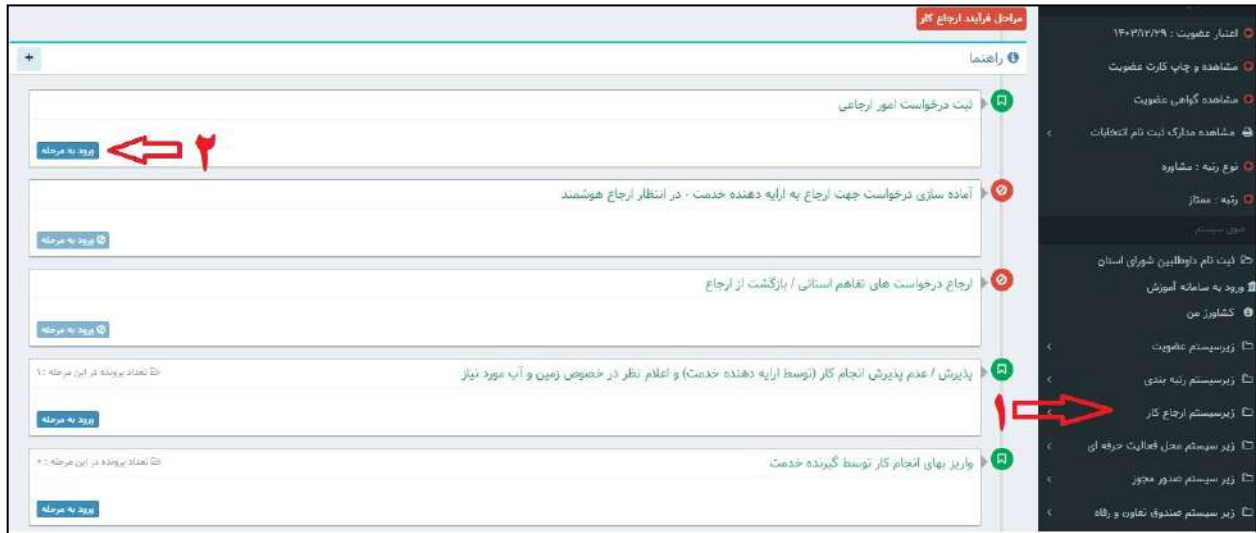 مراحل فرآیند ارجاع کار
راهنما
+
ثبت درخواست امور ارجاعی
ورود به مرحله
۲
آماده سازی درخواست جهت ارجاع به ارایه دهنده خدمت - در انتظار ارجاع هوشمند
ورود به مرحله
ارجاع درخواست های تفاهم استانی / بازگشت از ارجاع
ورود به مرحله
پذیرش / عدم پذیرش انجام کار (توسط ارایه دهنده خدمت) و اعلام نظر در خصوص زمین و آب مورد نیاز
تعداد پرونده در این مرحله : ۱
ورود به مرحله
واریز بهای انجام کار توسط گیرنده خدمت
تعداد پرونده در این مرحله :
ورود به مرحله
اعتبار عضویت : ۱۴۰۳/۱۲/۲۹
مشاهده و چاپ کارت عضویت
مشاهده گواهی عضویت
مشاهده مدارک ثبت نام انتخابات
نوع رتبه : مشاوره
رتبه : ممتاز
منوی سیستم
ثبت نام داوطلبین شورای استان
ورود به سامانه آموزش
کشاورز من
زیرسیستم عضویت
زیرسیستم رتبه بندی
زیرسیستم ارجاع کار
۱
زیر سیستم محل فعالیت حرفه ای
زیر سیستم صدور مجوز
زیر سیستم صندوق تعاون و رفاه